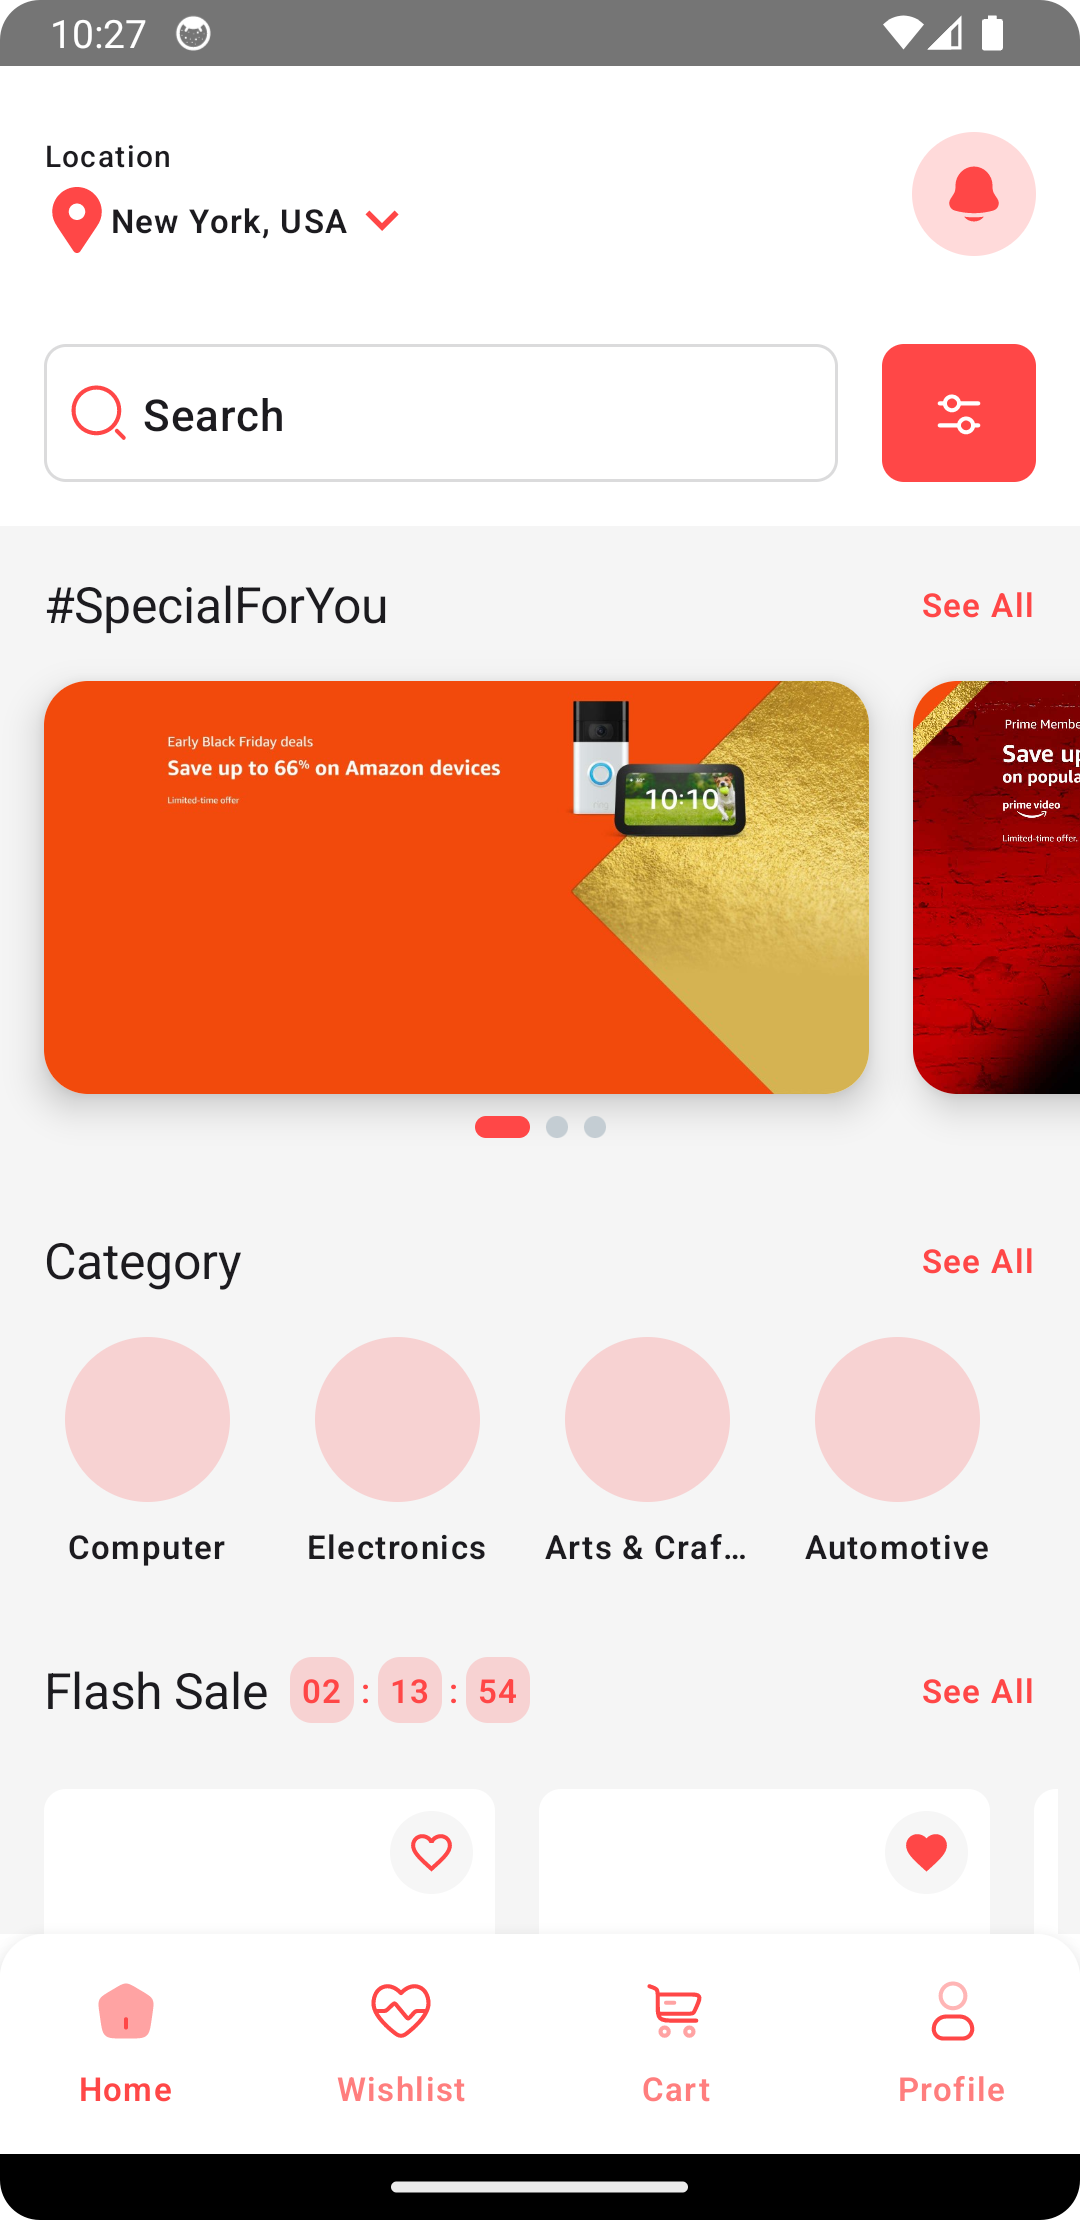 10:27
Location
New York, USA
Search
#SpecialForYou
See All
Early Black Friday deals
Save up to 66% on Amazon devices
Limited-time offer
ring
10:10
Prime Membe
Save up
on popula
prime video
Limited-time offer.
Category
See All
Computer
Electronics
Arts & Craf...
Automotive
Flash Sale
02 : 13 : 54
See All
Home
Wishlist
Cart
Profile